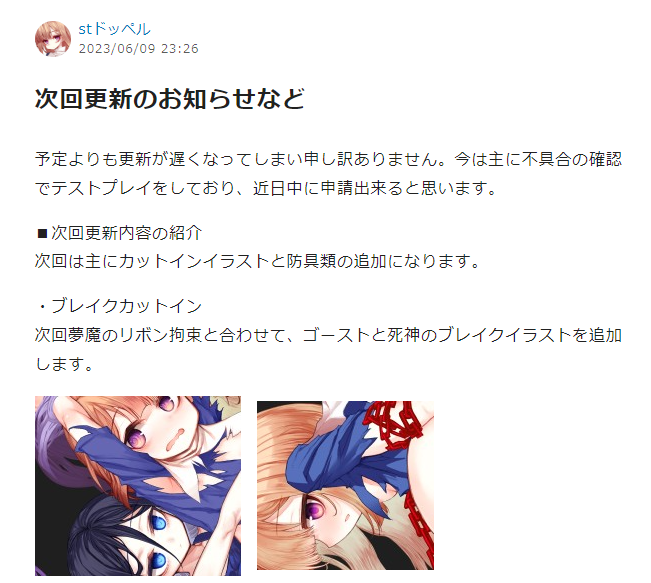 stドッペル
2023/06/09 23:26
次回更新のお知らせなど
予定よりも更新が遅くなってしまい申し訳ありません。今は主に不具合の確認
でテストプレイをしており、近日中に申請出来ると思います。
■次回更新内容の紹介
次回は主にカットインイラストと防具類の追加になります。
・ブレイクカットイン
次回夢魔のリボン拘束と合わせて、ゴーストと死神のブレイクイラストを追加
します。